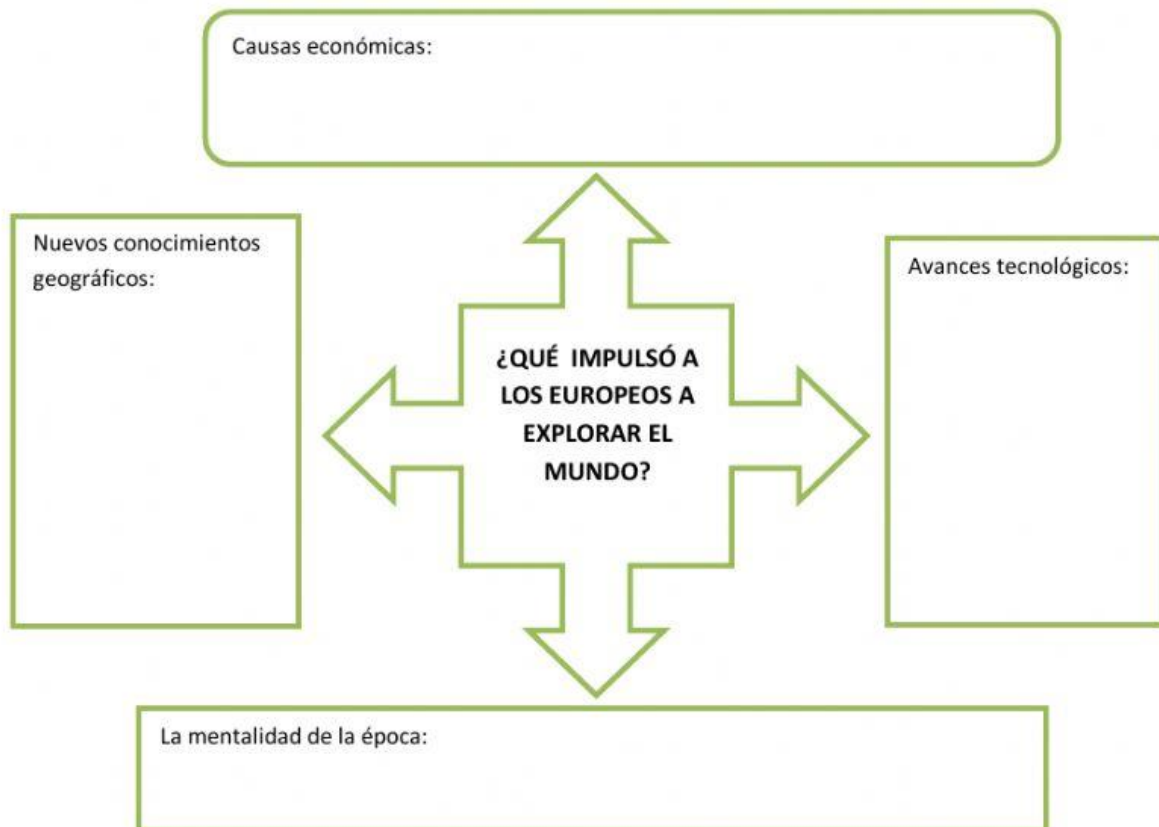 Causas económicas:
Nuevos conocimientos
geográficos:
Avances tecnológicos:
¿QUÉ IMPULSÓ A
LOS EUROPEOS A
EXPLORAR EL
MUNDO?
La mentalidad de la época: